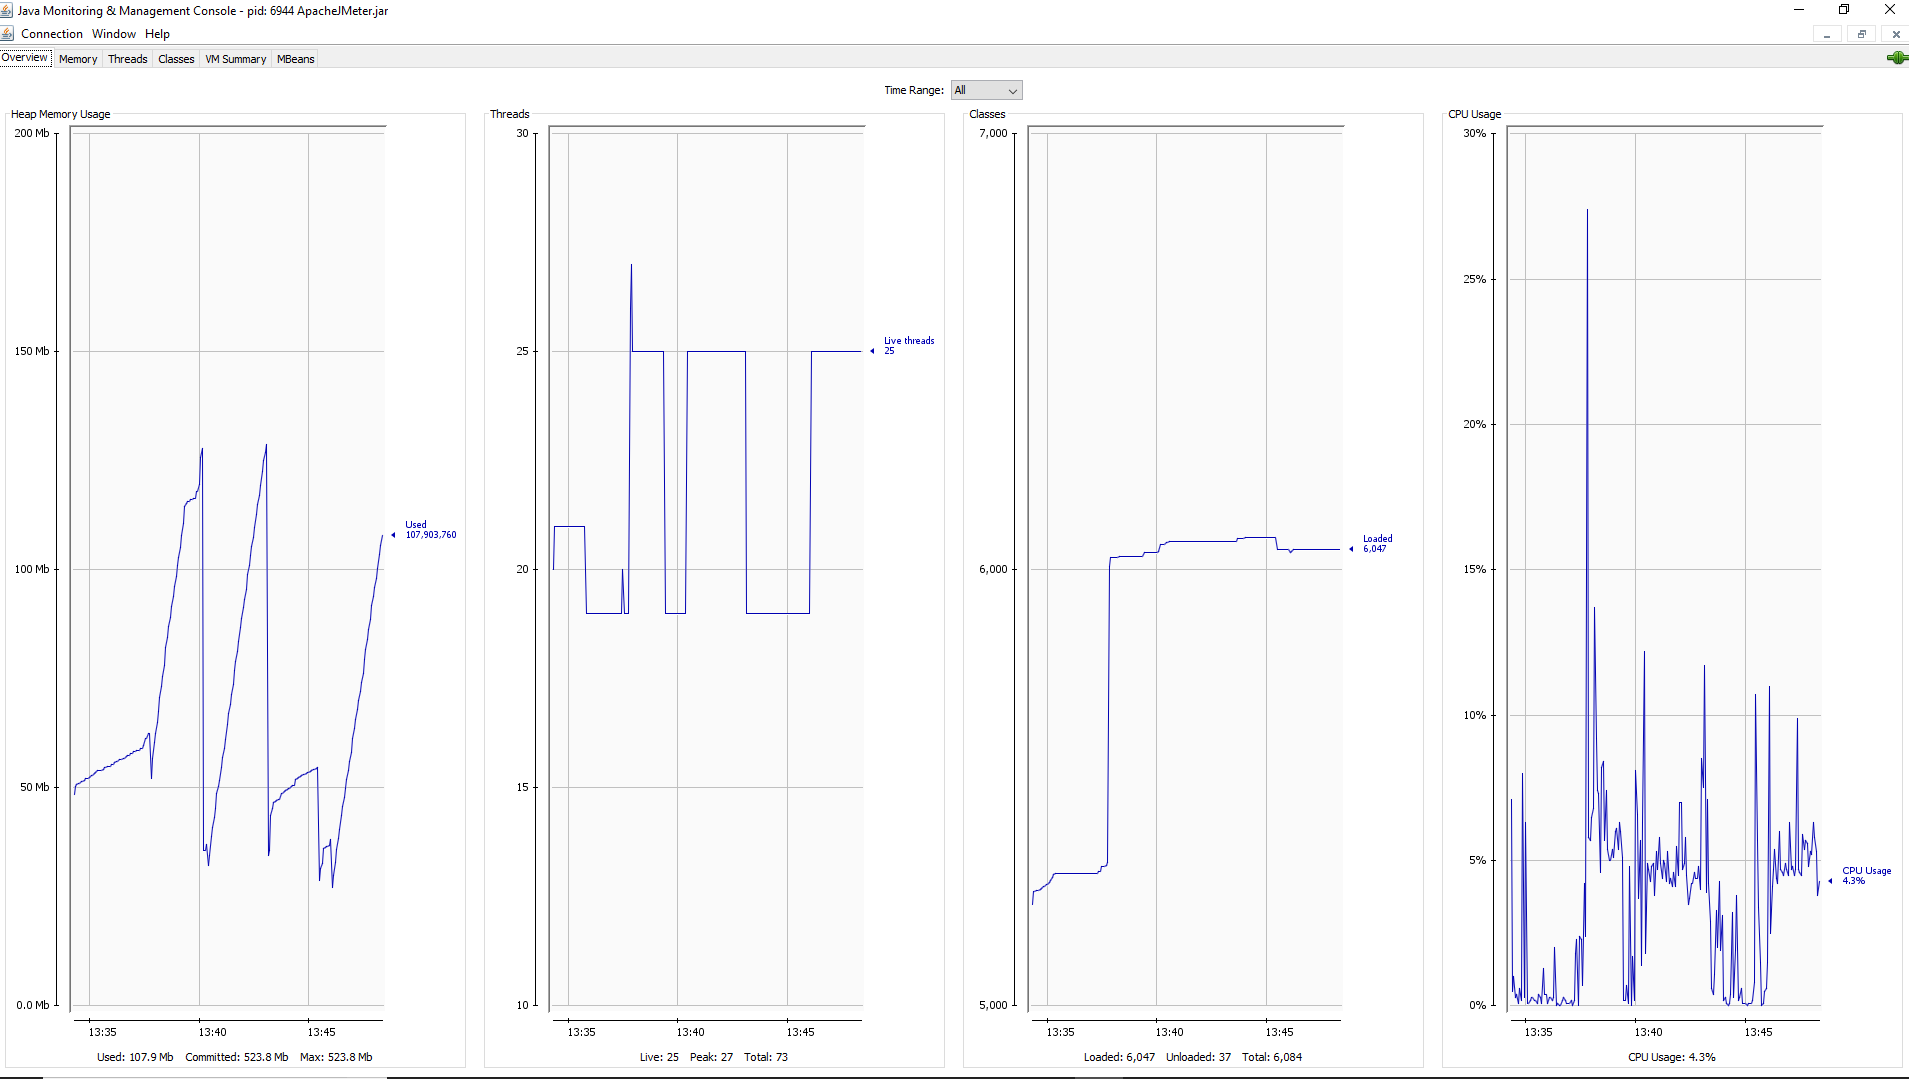 Java Monitoring & Management Console - pid: 6944 ApacheJMeter.jar
Connection Window Help
Overview Memory Threads Classes VM Summary MBeans
Time Range: All
Heap Memory Usage
200 Mb
150 Mb
100 Mb
50 Mb
0.0 Mb
Used
107,903,760
13:35 13:40 13:45
Used: 107.9 Mb Committed: 523.8 Mb Max: 523.8 Mb
Threads
30
25
20
15
10
Live threads
25
13:35 13:40 13:45
Live: 25 Peak: 27 Total: 73
Classes
7,000
6,000
5,000
Loaded
6,047
13:35 13:40 13:45
Loaded: 6,047 Unloaded: 37 Total: 6,084
CPU Usage
30%
25%
20%
15%
10%
5%
0%
CPU Usage
4.3%
13:35 13:40 13:45
CPU Usage: 4.3%